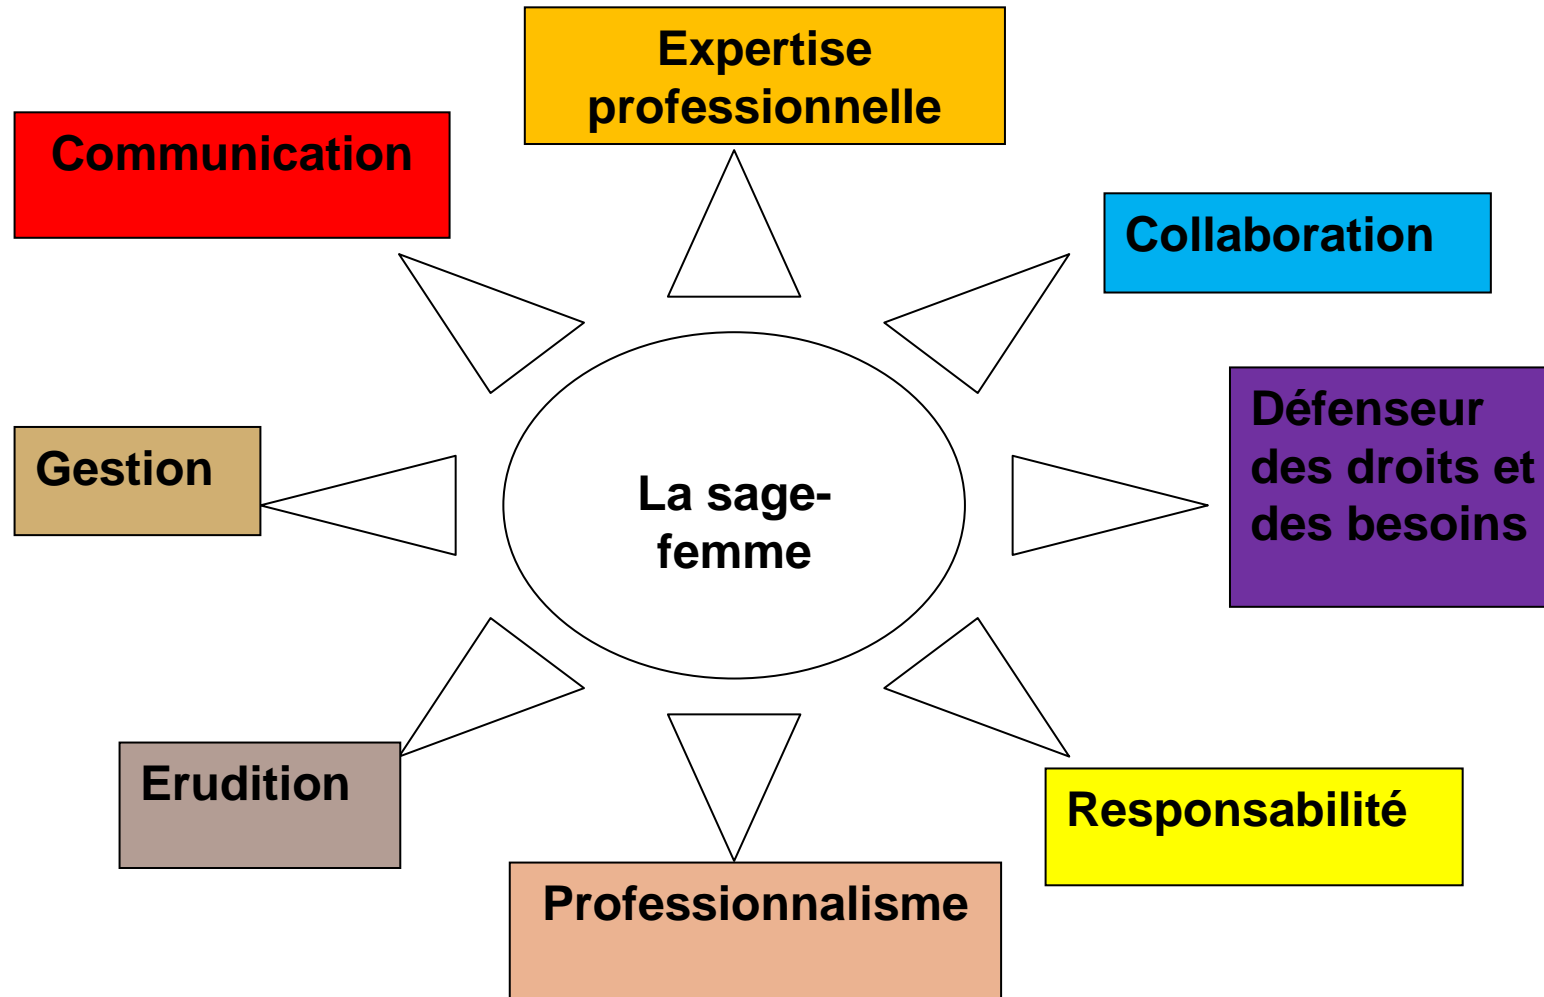 Expertise
professionnelle
Communication
Collaboration
Défenseur
des droits et
des besoins
Gestion
La sage-
femme
Erudition
Responsabilité
Professionnalisme